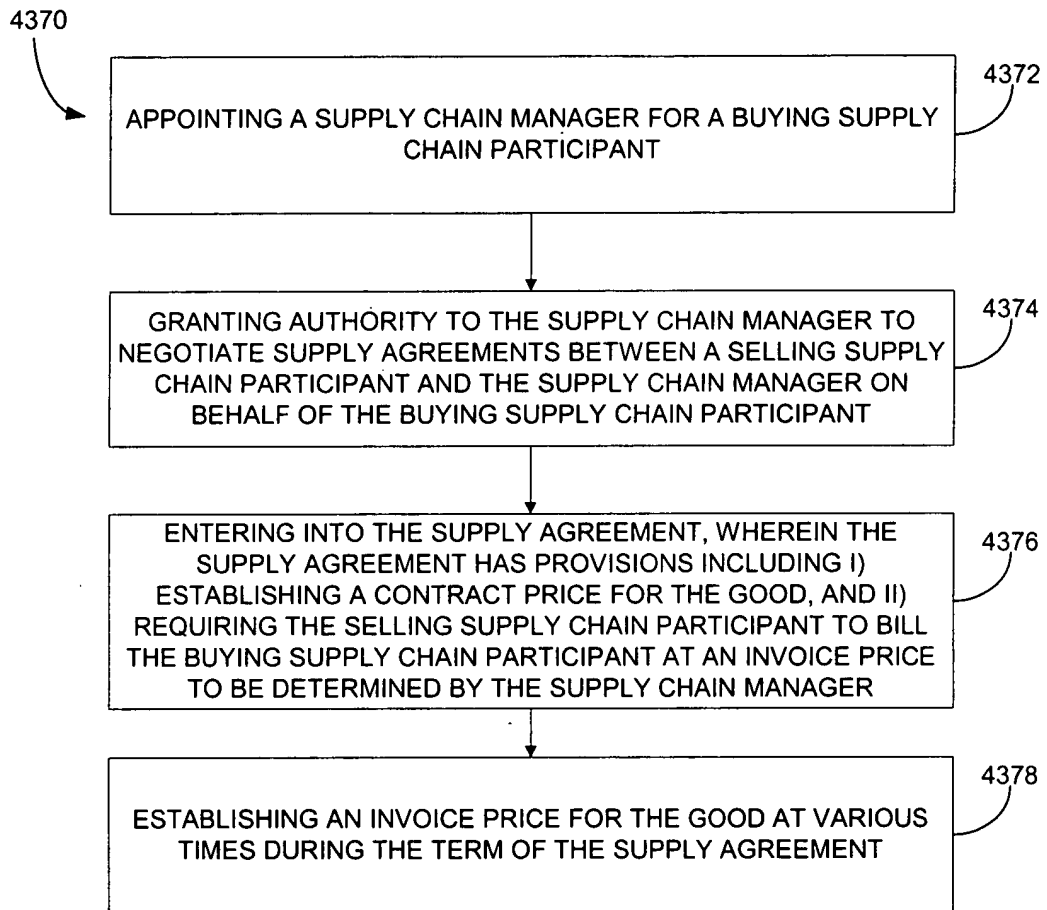 4370
4372
APPOINTING A SUPPLY CHAIN MANAGER FOR A BUYING SUPPLY
CHAIN PARTICIPANT
4374
GRANTING AUTHORITY TO THE SUPPLY CHAIN MANAGER TO
NEGOTIATE SUPPLY AGREEMENTS BETWEEN A SELLING SUPPLY
CHAIN PARTICIPANT AND THE SUPPLY CHAIN MANAGER ON
BEHALF OF THE BUYING SUPPLY CHAIN PARTICIPANT
4376
ENTERING INTO THE SUPPLY AGREEMENT, WHEREIN THE
SUPPLY AGREEMENT HAS PROVISIONS INCLUDING I)
ESTABLISHING A CONTRACT PRICE FOR THE GOOD, AND II)
REQUIRING THE SELLING SUPPLY CHAIN PARTICIPANT TO BILL
THE BUYING SUPPLY CHAIN PARTICIPANT AT AN INVOICE PRICE
TO BE DETERMINED BY THE SUPPLY CHAIN MANAGER
4378
ESTABLISHING AN INVOICE PRICE FOR THE GOOD AT VARIOUS
TIMES DURING THE TERM OF THE SUPPLY AGREEMENT